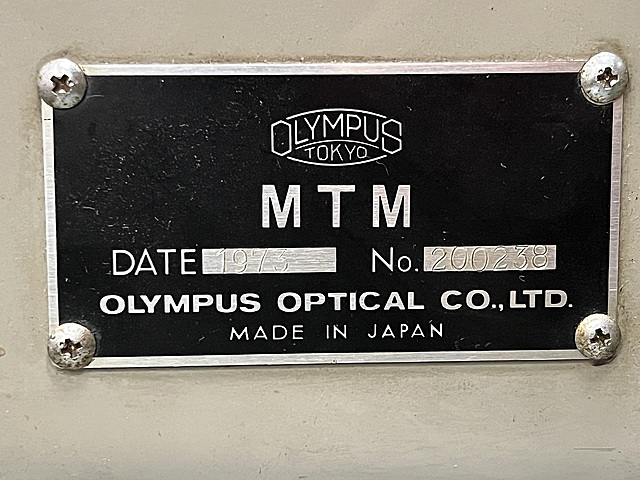 OLYMPUS
TOKYO
MTM
DATE 1973 No. 200238
OLYMPUS OPTICAL CO., LTD.
MADE IN JAPAN